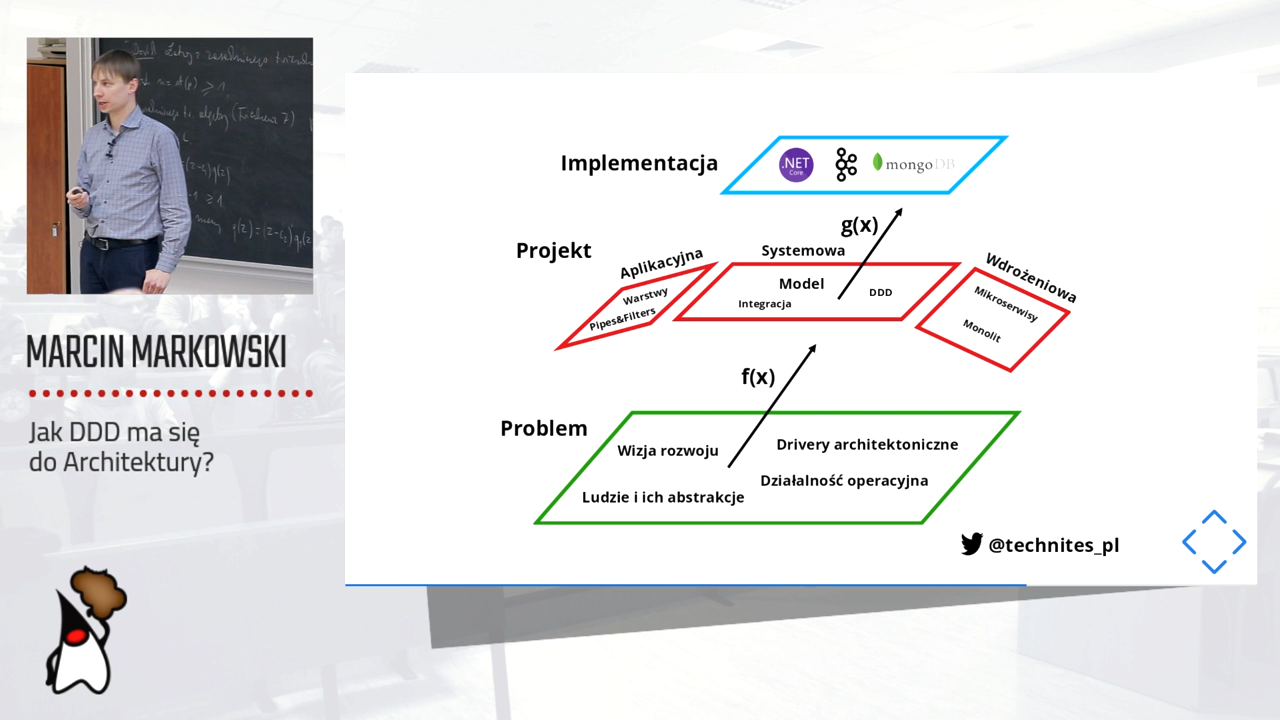 MARCIN MARKOWSKI
Jak DDD ma się
do Architektury?
Implementacja
.NET
Core
mongoDB
g(x)
Projekt
Aplikacyjna
Systemowa
Wdrożeniowa
Warstwy
Pipes&Filters
Model
Integracja
DDD
Mikroserwisy
Monolit
f(x)
Problem
Wizja rozwoju
Drivery architektoniczne
Działalność operacyjna
Ludzie i ich abstrakcje
@technites_pl